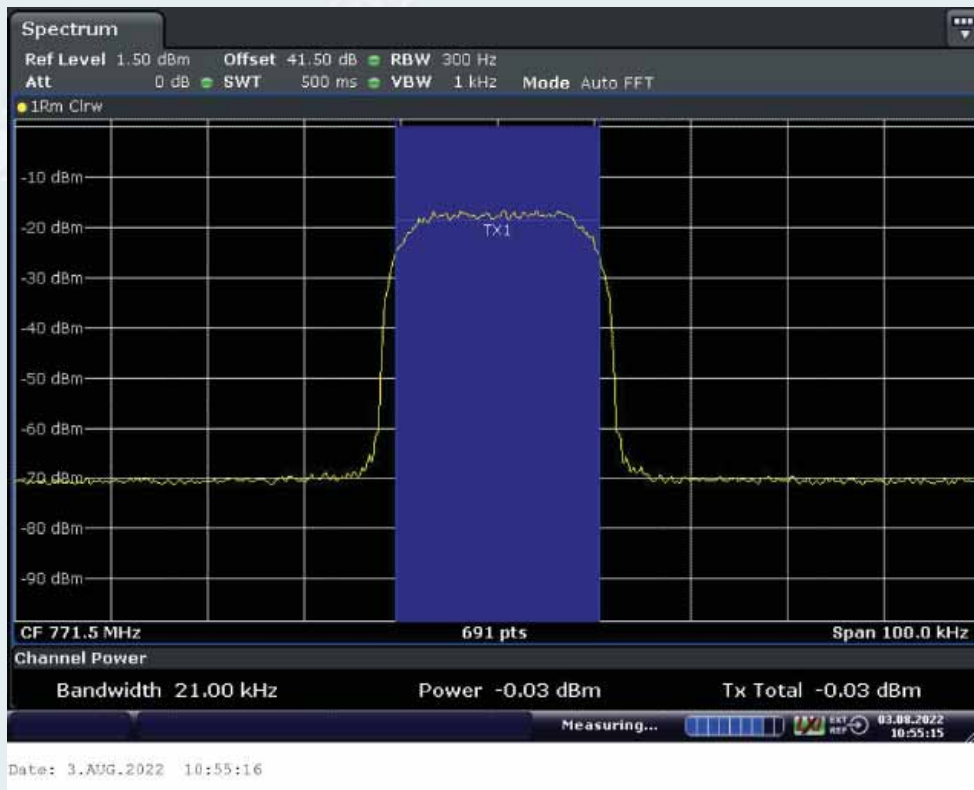 Spectrum
Ref Level 1.50 dBm Offset 41.50 dB RBW 300 Hz
Att 0 dB SWT 500 ms VBW 1 kHz Mode Auto FFT
1Rm Clrw
-10 dBm
-20 dBm
TX1
-30 dBm
-40 dBm
-50 dBm
-60 dBm
-70 dBm
-80 dBm
-90 dBm
CF 771.5 MHz 691 pts Span 100.0 kHz
Channel Power
Bandwidth 21.00 kHz Power -0.03 dBm Tx Total -0.03 dBm
Measuring... LXI EXT REF 03.08.2022
10:55:15
Date: 3.AUG.2022 10:55:16